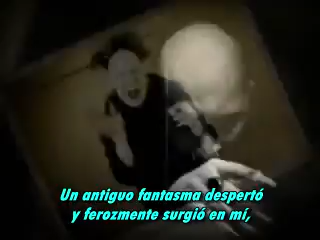 Un antiguo fantasma despertó
y ferozmente surgió en mí,